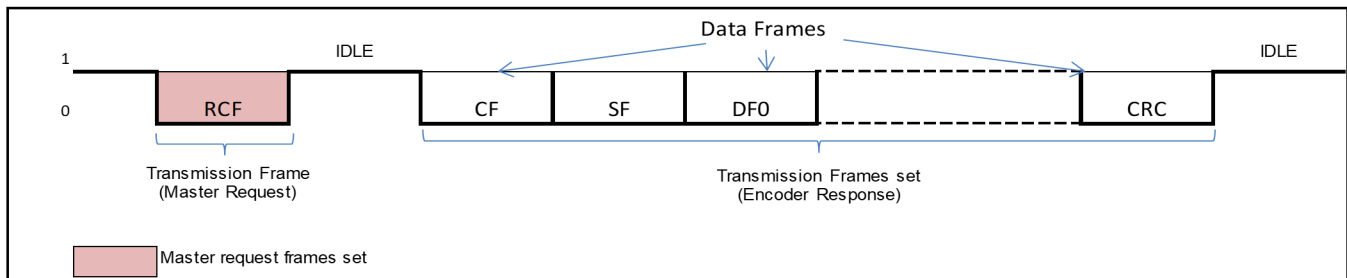 Data Frames
IDLE
IDLE
1
0
RCF
CF
SF
DF0
CRC
Transmission Frame
(Master Request)
Transmission Frames set
(Encoder Response)
Master request frames set